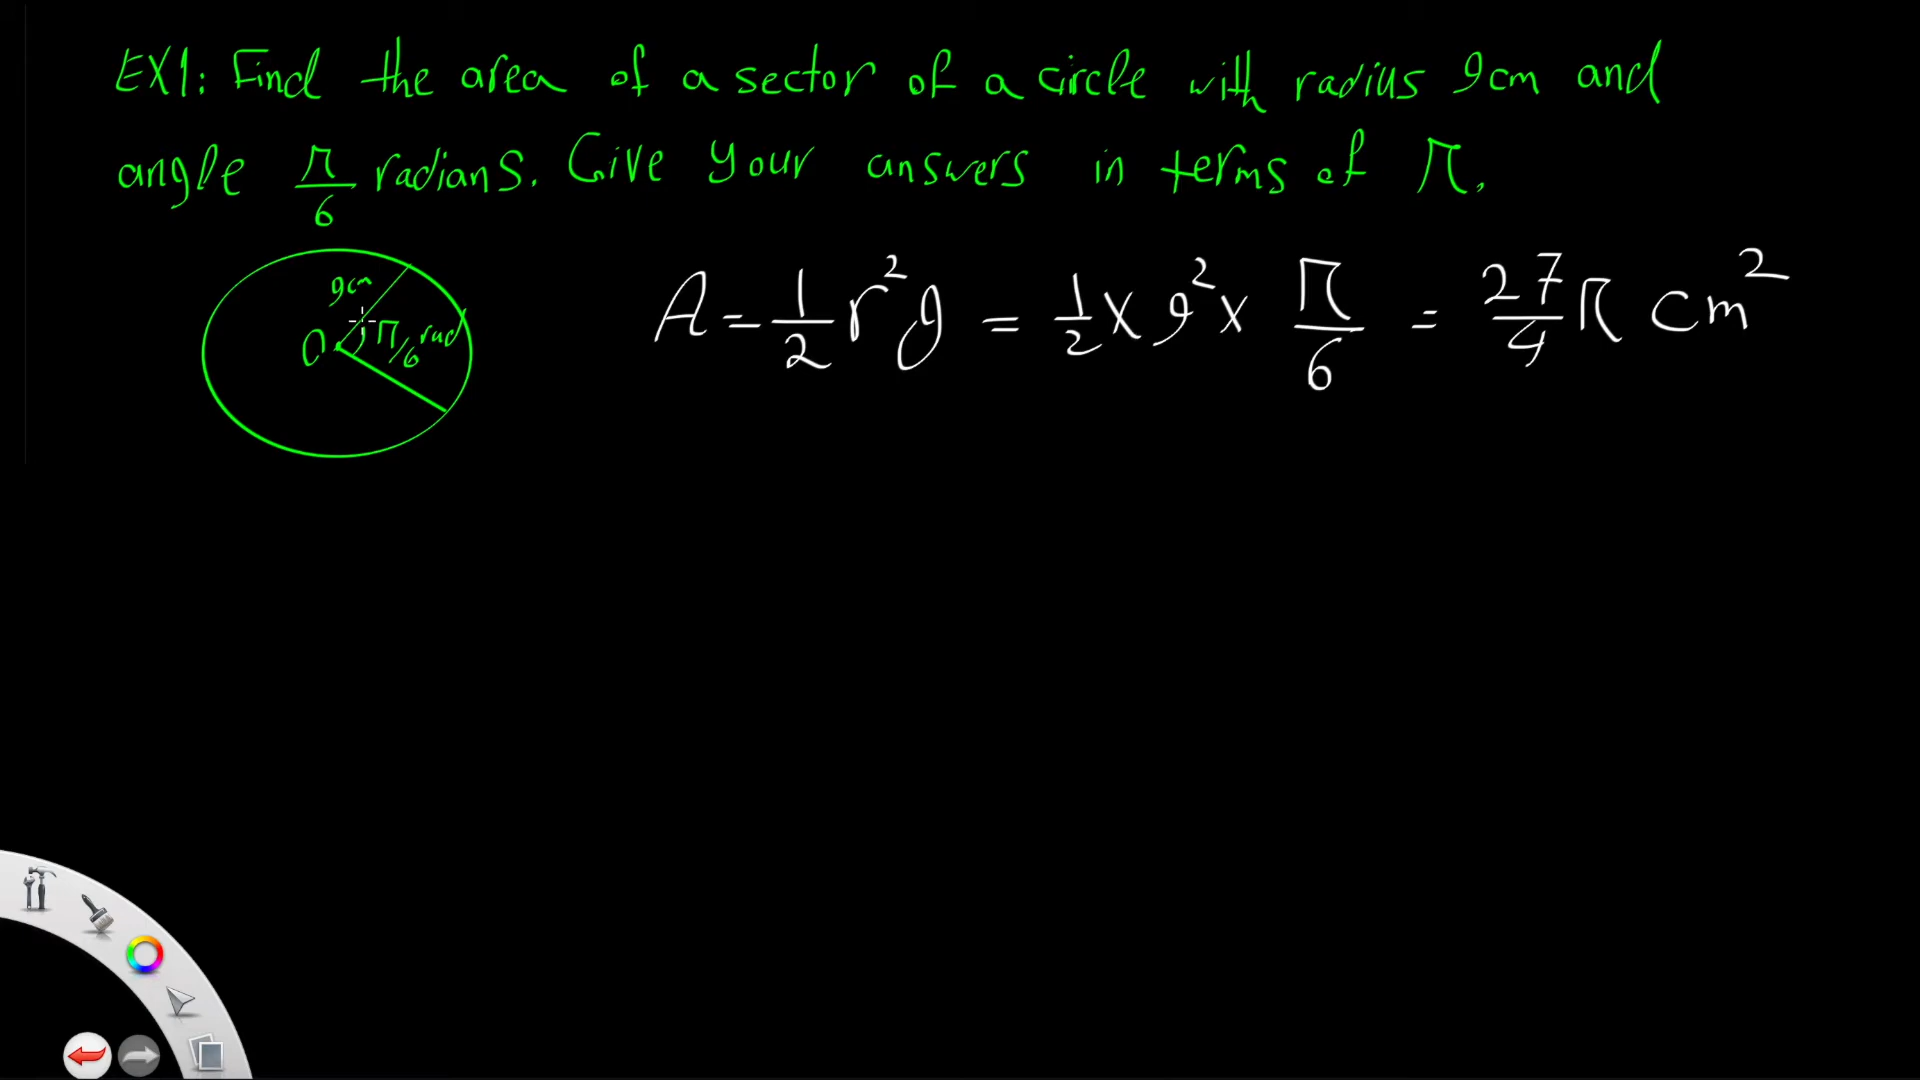 EX1: Find the area of a sector of a circle with radius 9cm and
angle π/6 radians. Give your answers in terms of π.
9cm
O π/6 rad
A = 1/2 r²θ = 1/2 × 9² × π/6 = 27/4 π cm²